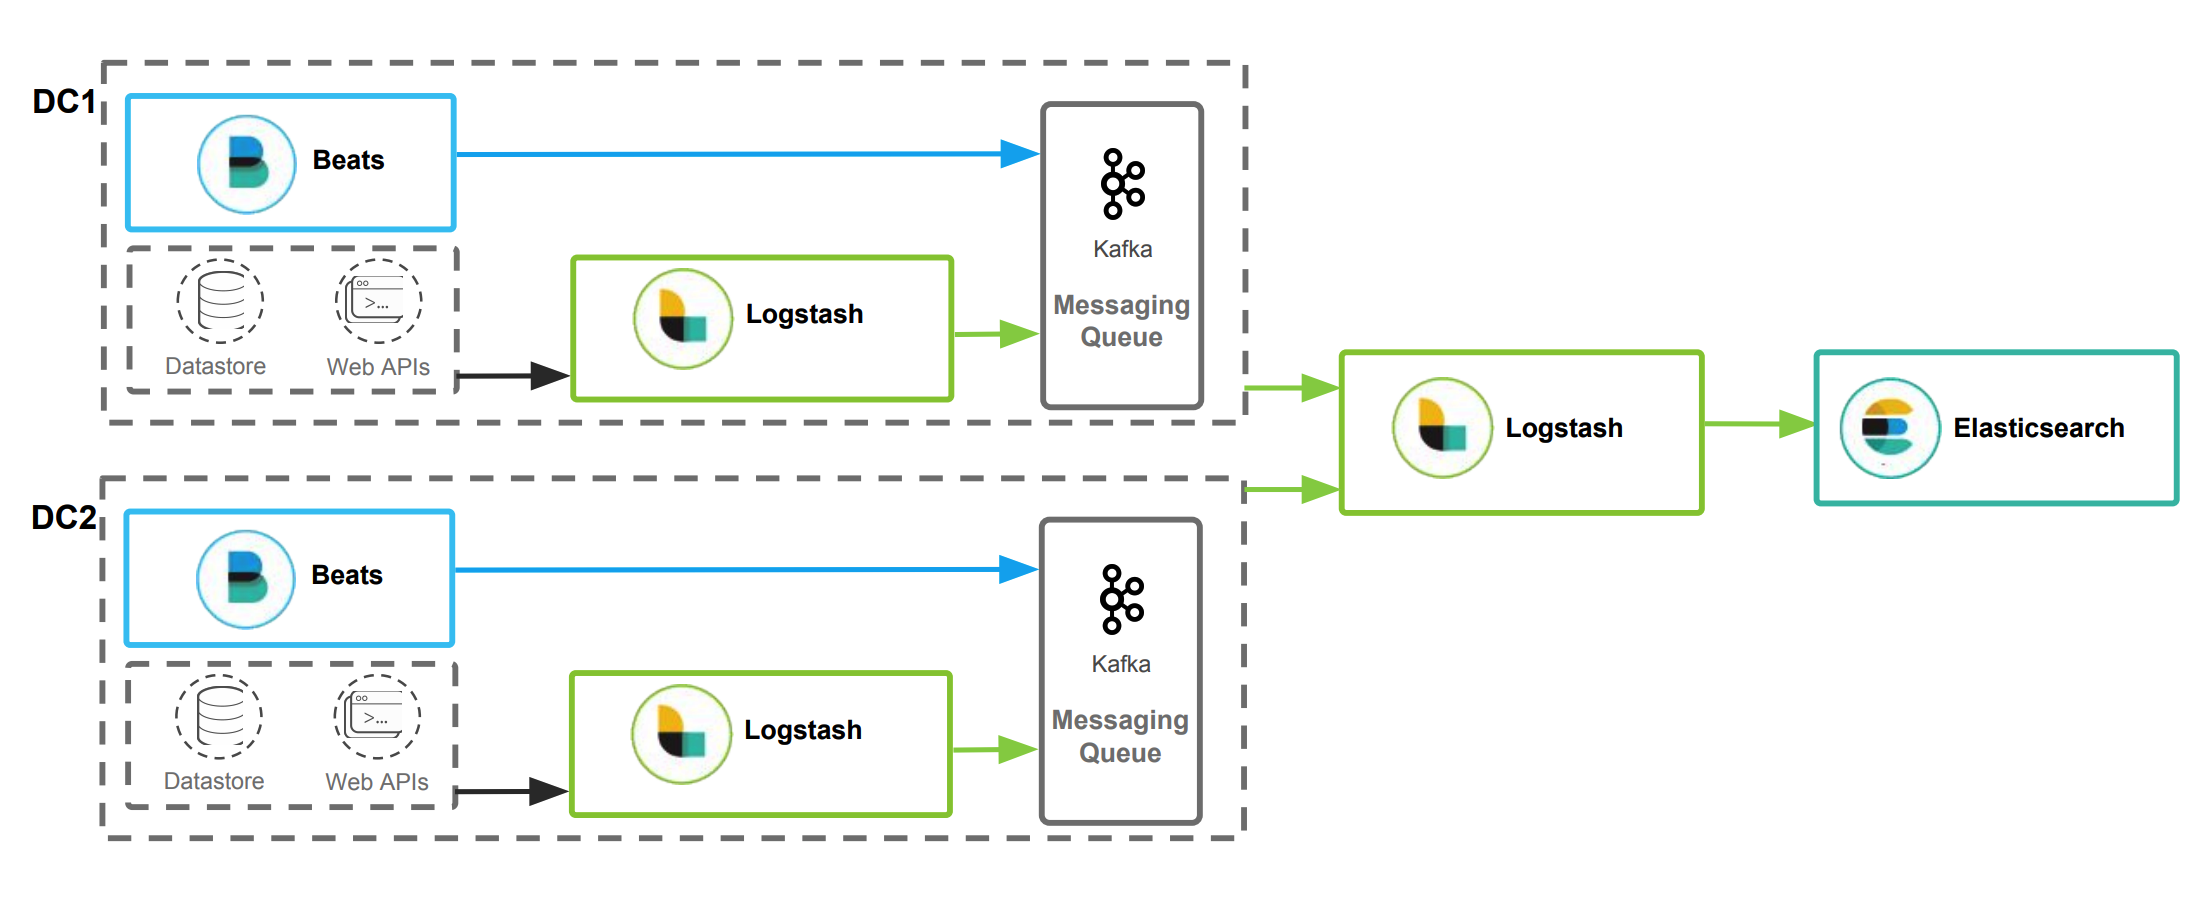 DC1
Beats
Datastore
Web APIs
Logstash
Kafka
Messaging
Queue
DC2
Beats
Datastore
Web APIs
Logstash
Kafka
Messaging
Queue
Logstash
Elasticsearch